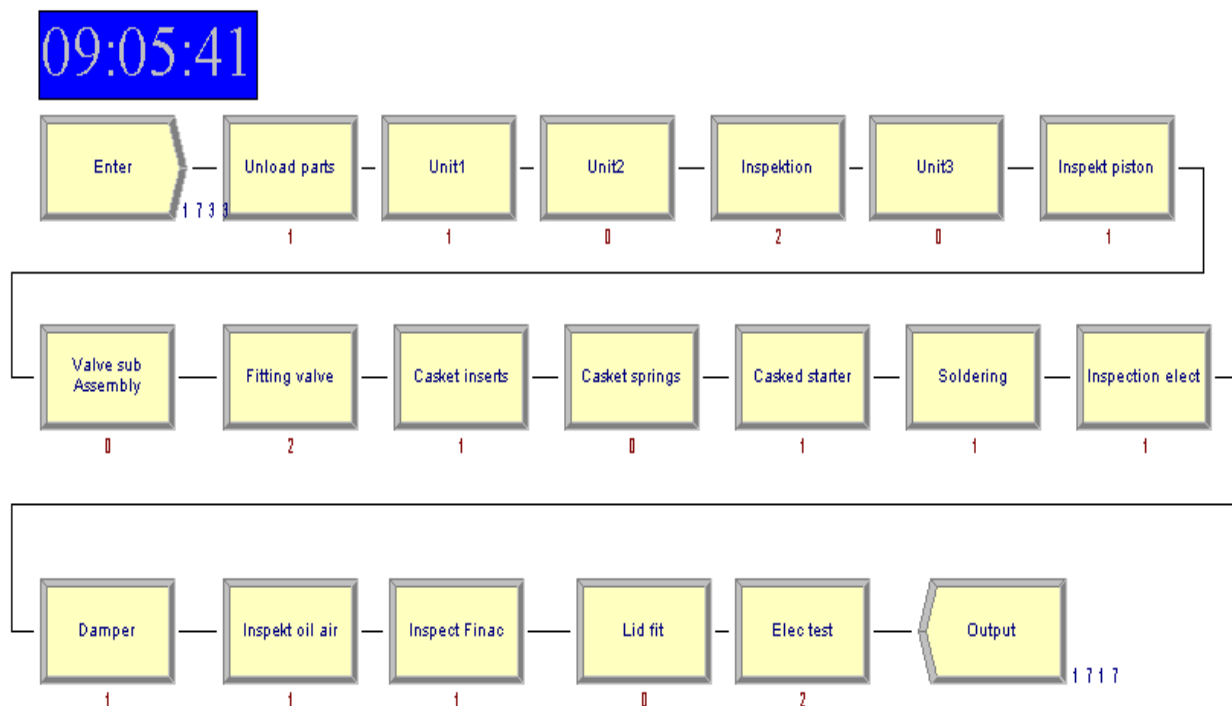 09:05:41
Enter
Unload parts
Unit1
Unit2
Inspektion
Unit3
Inspekt piston
1 7 3 3
1
1
0
2
0
1
Valve sub
Assembly
Fitting valve
Casket inserts
Casket springs
Casked starter
Soldering
Inspection elect
0
2
1
0
1
1
1
Damper
Inspekt oil air
Inspect Finac
Lid fit
Elec test
Output
1 7 1 7
1
1
1
0
2